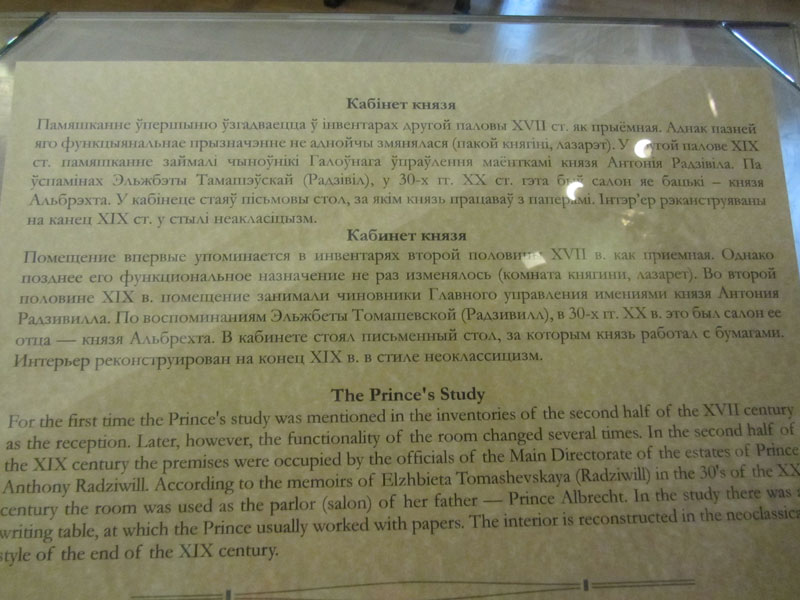 Кабінет князя
Памяшканне ўпершыню ўзгадваецца ў інвентарах другой паловы XVII ст. як прыёмная. Аднак пазней
яго функцыянальнае прызначэнне не аднойчы змянялася (пакой княгіні, лазарэт). У другой палове XIX
ст. памяшканне займалі чыноўнікі Галоўнага ўпраўлення маёнткамі князя Антонія Радзівіла. Па
ўспамінах Эльжбэты Тамашэўскай (Радзівіл), у 30-х гг. XX ст. гэта быў салон яе бацькі – князя
Альбрэхта. У кабінеце стаяў пісьмовы стол, за якім князь працаваў з паперамі. Інтэр'ер рэканструяваны
на канец XIX ст. у стылі неакласіцызм.
Кабинет князя
Помещение впервые упоминается в инвентарах второй половины XVII в. как приемная. Однако
позднее его функциональное назначение не раз изменялось (комната княгини, лазарет). Во второй
половине XIX в. помещение занимали чиновники Главного управления имениями князя Антония
Радзивилла. По воспоминаниям Эльжбеты Томашевской (Радзивилл), в 30-х гг. XX в. это был салон ее
отца — князя Альбрехта. В кабинете стоял письменный стол, за которым князь работал с бумагами.
Интерьер реконструирован на конец XIX в. в стиле неоклассицизм.
The Prince's Study
For the first time the Prince's study was mentioned in the inventories of the second half of the XVII century
as the reception. Later, however, the functionality of the room changed several times. In the second half of
the XIX century the premises were occupied by the officials of the Main Directorate of the estates of Prince
Anthony Radziwill. According to the memoirs of Elzhbieta Tomashevskaya (Radziwill) in the 30's of the XX
century the room was used as the parlor (salon) of her father — Prince Albrecht. In the study there was a
writing table, at which the Prince usually worked with papers. The interior is reconstructed in the neoclassical
style of the end of the XIX century.